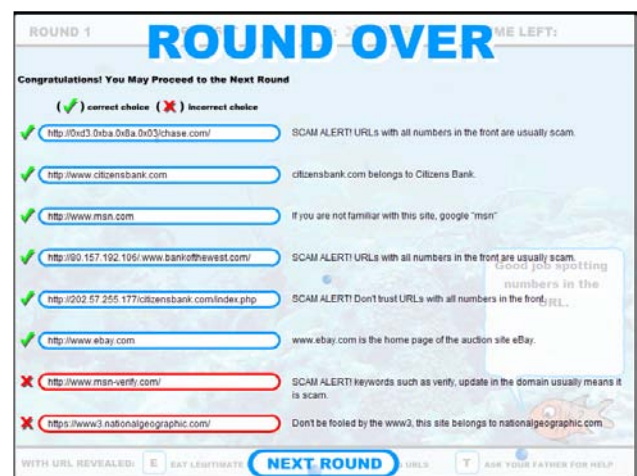 ROUND 1
ROUND OVER
ME LEFT:
Congratulations! You May Proceed to the Next Round
( ) correct choice ( ) incorrect choice
http://0xd3.0xba.0x8a.0x03/chase.com/
SCAM ALERT! URLs with all numbers in the front are usually scam.
http://www.citizensbank.com
citizensbank.com belongs to Citizens Bank.
http://www.msn.com
If you are not familiar with this site, google "msn"
http://80.157.192.106/.www.bankofthewest.com/
SCAM ALERT! URLs with all numbers in the front are usually scam.
Good job spotting
numbers in the
URL.
http://202.57.255.177/citizensbank.com/index.php
SCAM ALERT! Don't trust URLs with all numbers in the front.
http://www.ebay.com
www.ebay.com is the home page of the auction site eBay.
http://www.msn-verify.com/
SCAM ALERT! keywords such as verify, update in the domain usually means it
is scam.
https://www3.nationalgeographic.com/
Don't be fooled by the www3, this site belongs to nationalgeographic.com
WITH URL REVEALED: E EAT LEGITIMATE
NEXT ROUND
URLS T ASK YOUR FATHER FOR HELP